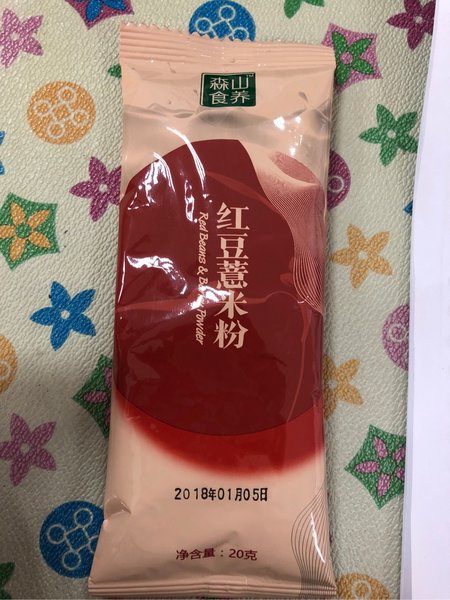 森山
食养
红豆薏米粉
Red Beans & B Powder
2018年01月05日
净含量：20克